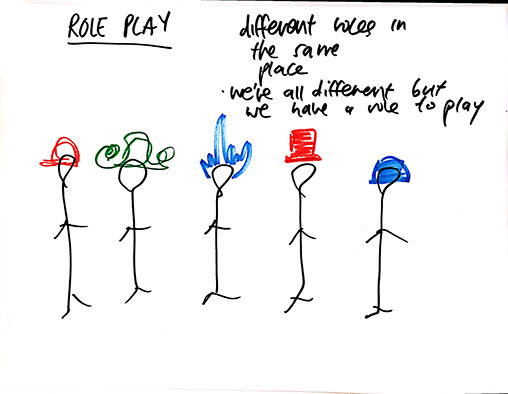 ROLE PLAY
different roles in
the same
place
· we're all different but
we have a role to play